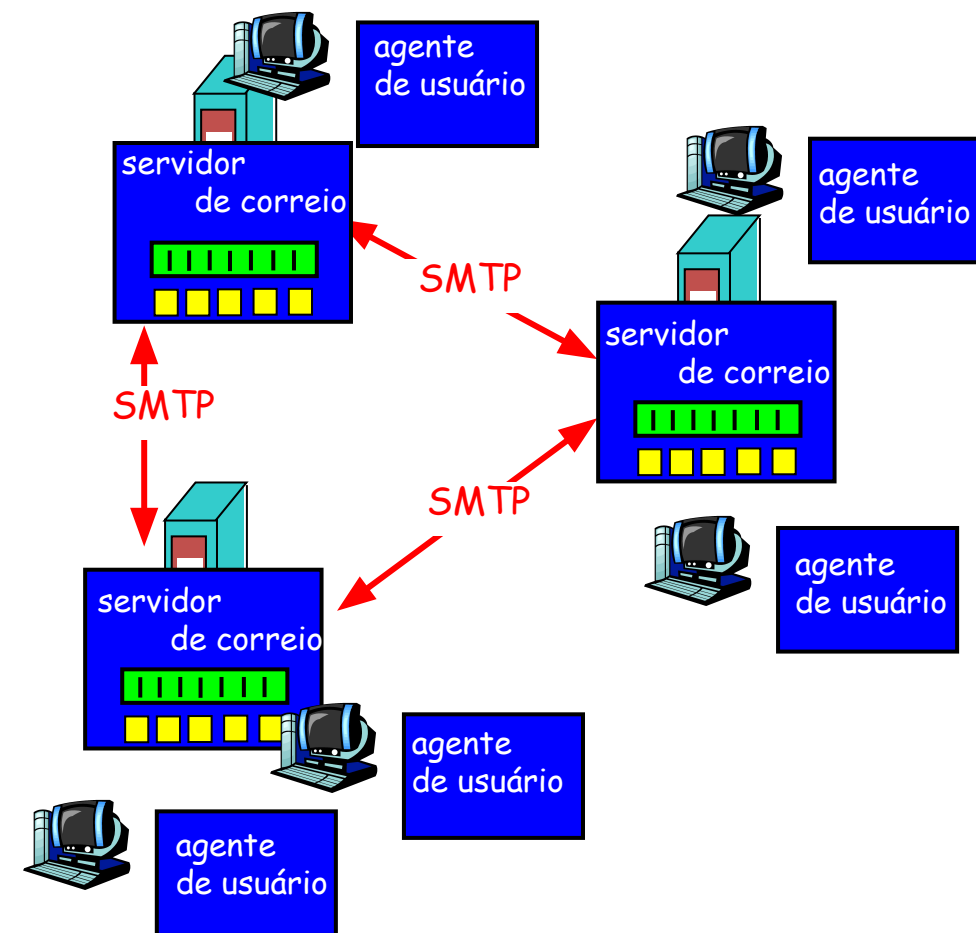 agente
de usuário
servidor
de correio
agente
de usuário
SMTP
servidor
de correio
SMTP
SMTP
agente
de usuário
servidor
de correio
agente
de usuário
agente
de usuário